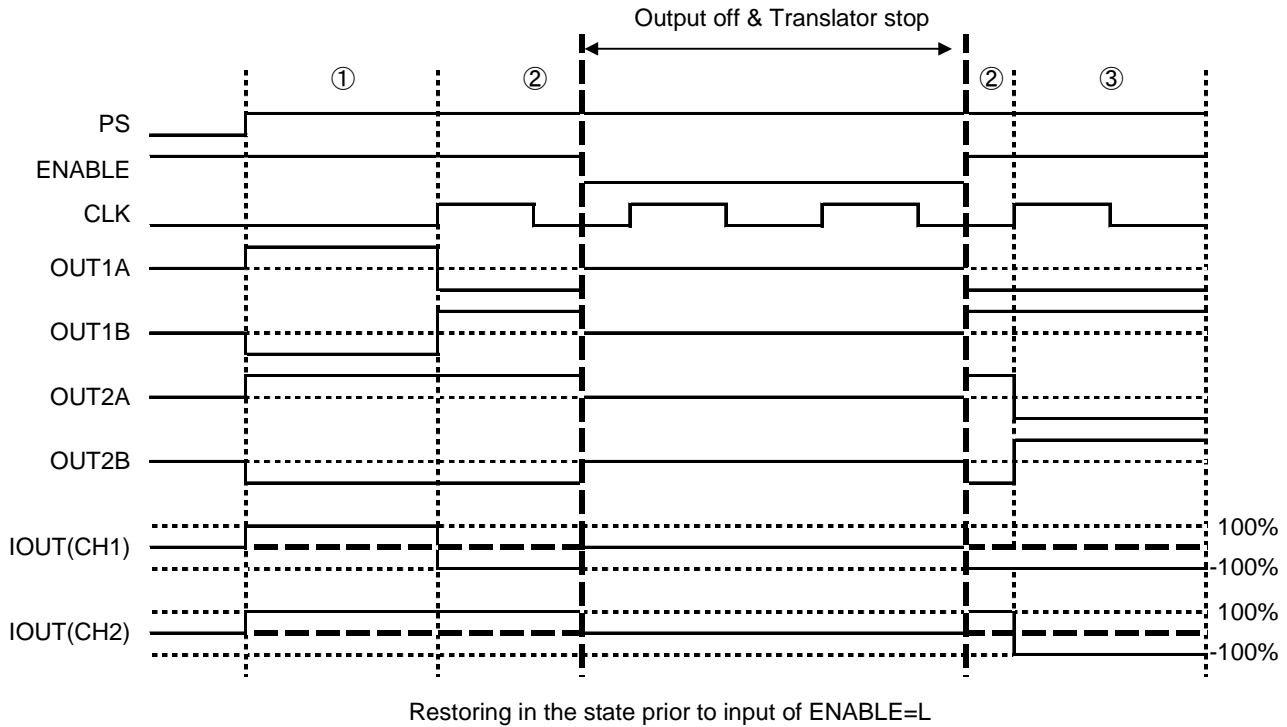 Output off & Translator stop
① ② ② ③
PS
ENABLE
CLK
OUT1A
OUT1B
OUT2A
OUT2B
IOUT(CH1)
100%
-100%
IOUT(CH2)
100%
-100%
Restoring in the state prior to input of ENABLE=L